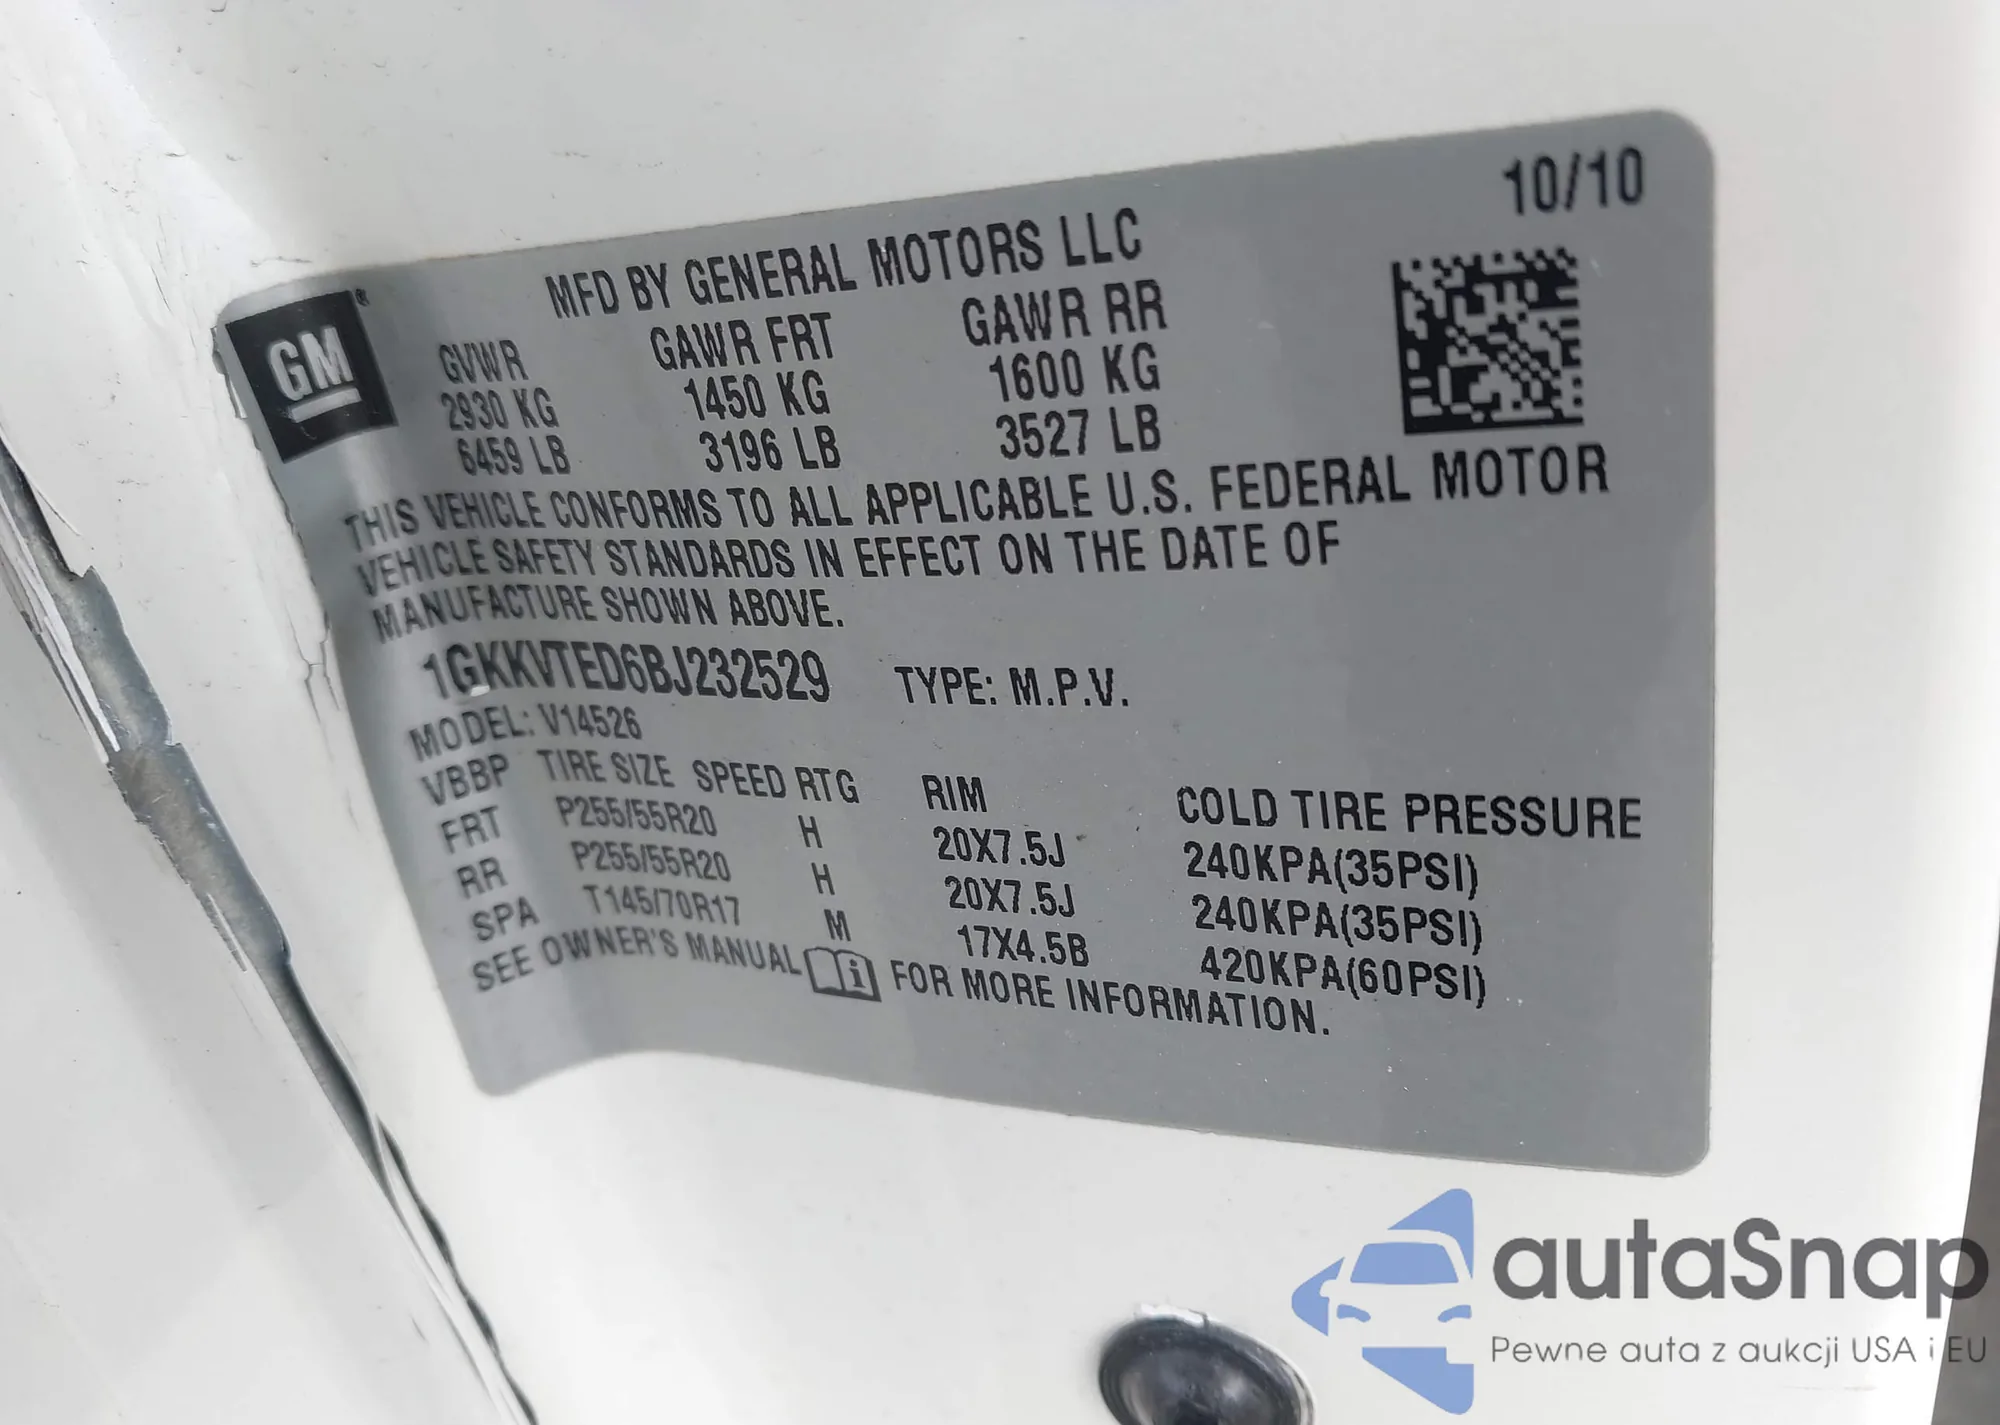 10/10
MFD BY GENERAL MOTORS LLC
GM®
GVWR GAWR FRT GAWR RR
2930 KG 1450 KG 1600 KG
6459 LB 3196 LB 3527 LB
THIS VEHICLE CONFORMS TO ALL APPLICABLE U.S. FEDERAL MOTOR
VEHICLE SAFETY STANDARDS IN EFFECT ON THE DATE OF
MANUFACTURE SHOWN ABOVE.
1GKKVTED6BJ232529 TYPE: M.P.V.
MODEL: V14526
VBBP TIRE SIZE SPEED RTG RIM COLD TIRE PRESSURE
FRT P255/55R20 H 20X7.5J 240KPA(35PSI)
RR P255/55R20 H 20X7.5J 240KPA(35PSI)
SPA T145/70R17 M 17X4.5B 420KPA(60PSI)
SEE OWNER'S MANUAL i FOR MORE INFORMATION.
autaSnap
Pewne auta z aukcji USA i EU